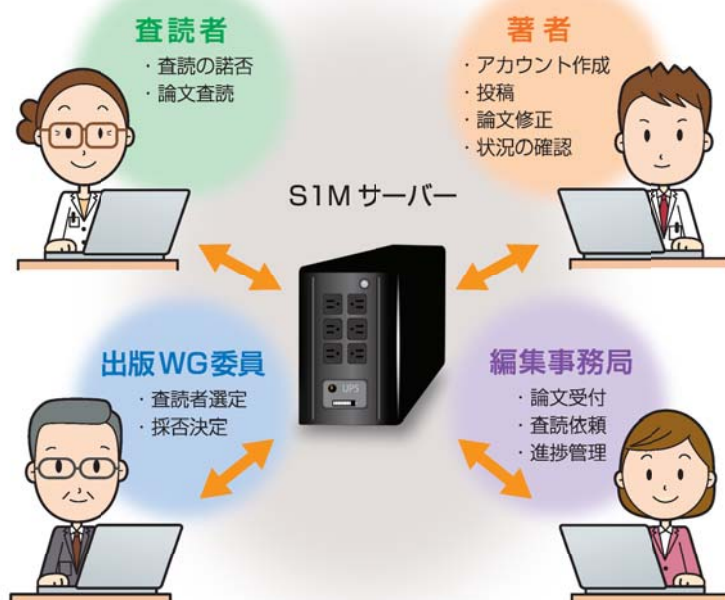 査読者
・査読の諾否
・論文査読
著者
・アカウント作成
・投稿
・論文修正
・状況の確認
S1Mサーバー
UPS
出版WG委員
・査読者選定
・採否決定
編集事務局
・論文受付
・査読依頼
・進捗管理